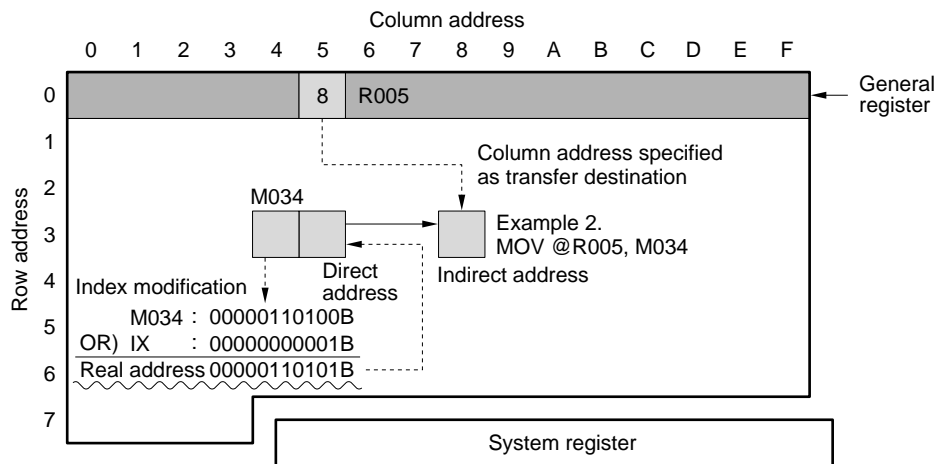 Column address
0 1 2 3 4 5 6 7 8 9 A B C D E F
Row address
0
8 R005
General
register
1
Column address specified
as transfer destination
2
M034
3
Example 2.
MOV @R005, M034
Direct
address
Indirect address
4
Index modification
M034 : 00000110100B
5
OR) IX : 00000000001B
6
Real address 00000110101B
7
System register